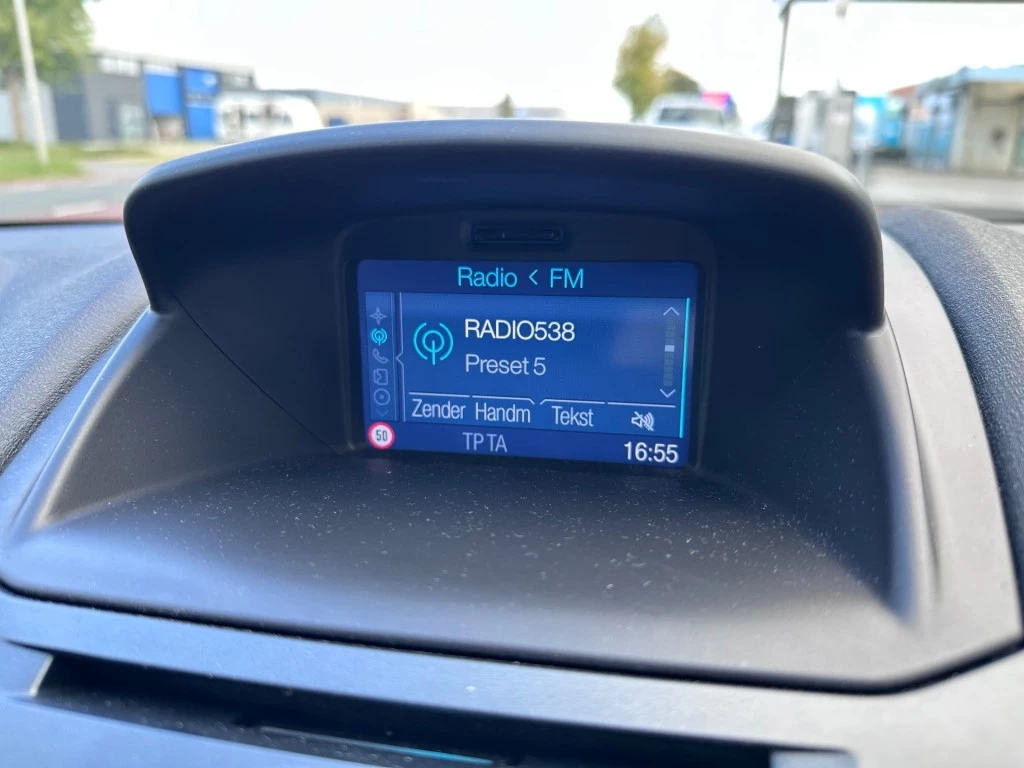 Radio < FM
RADIO538
Preset 5
Zender Handm Tekst
50 TP TA 16:55